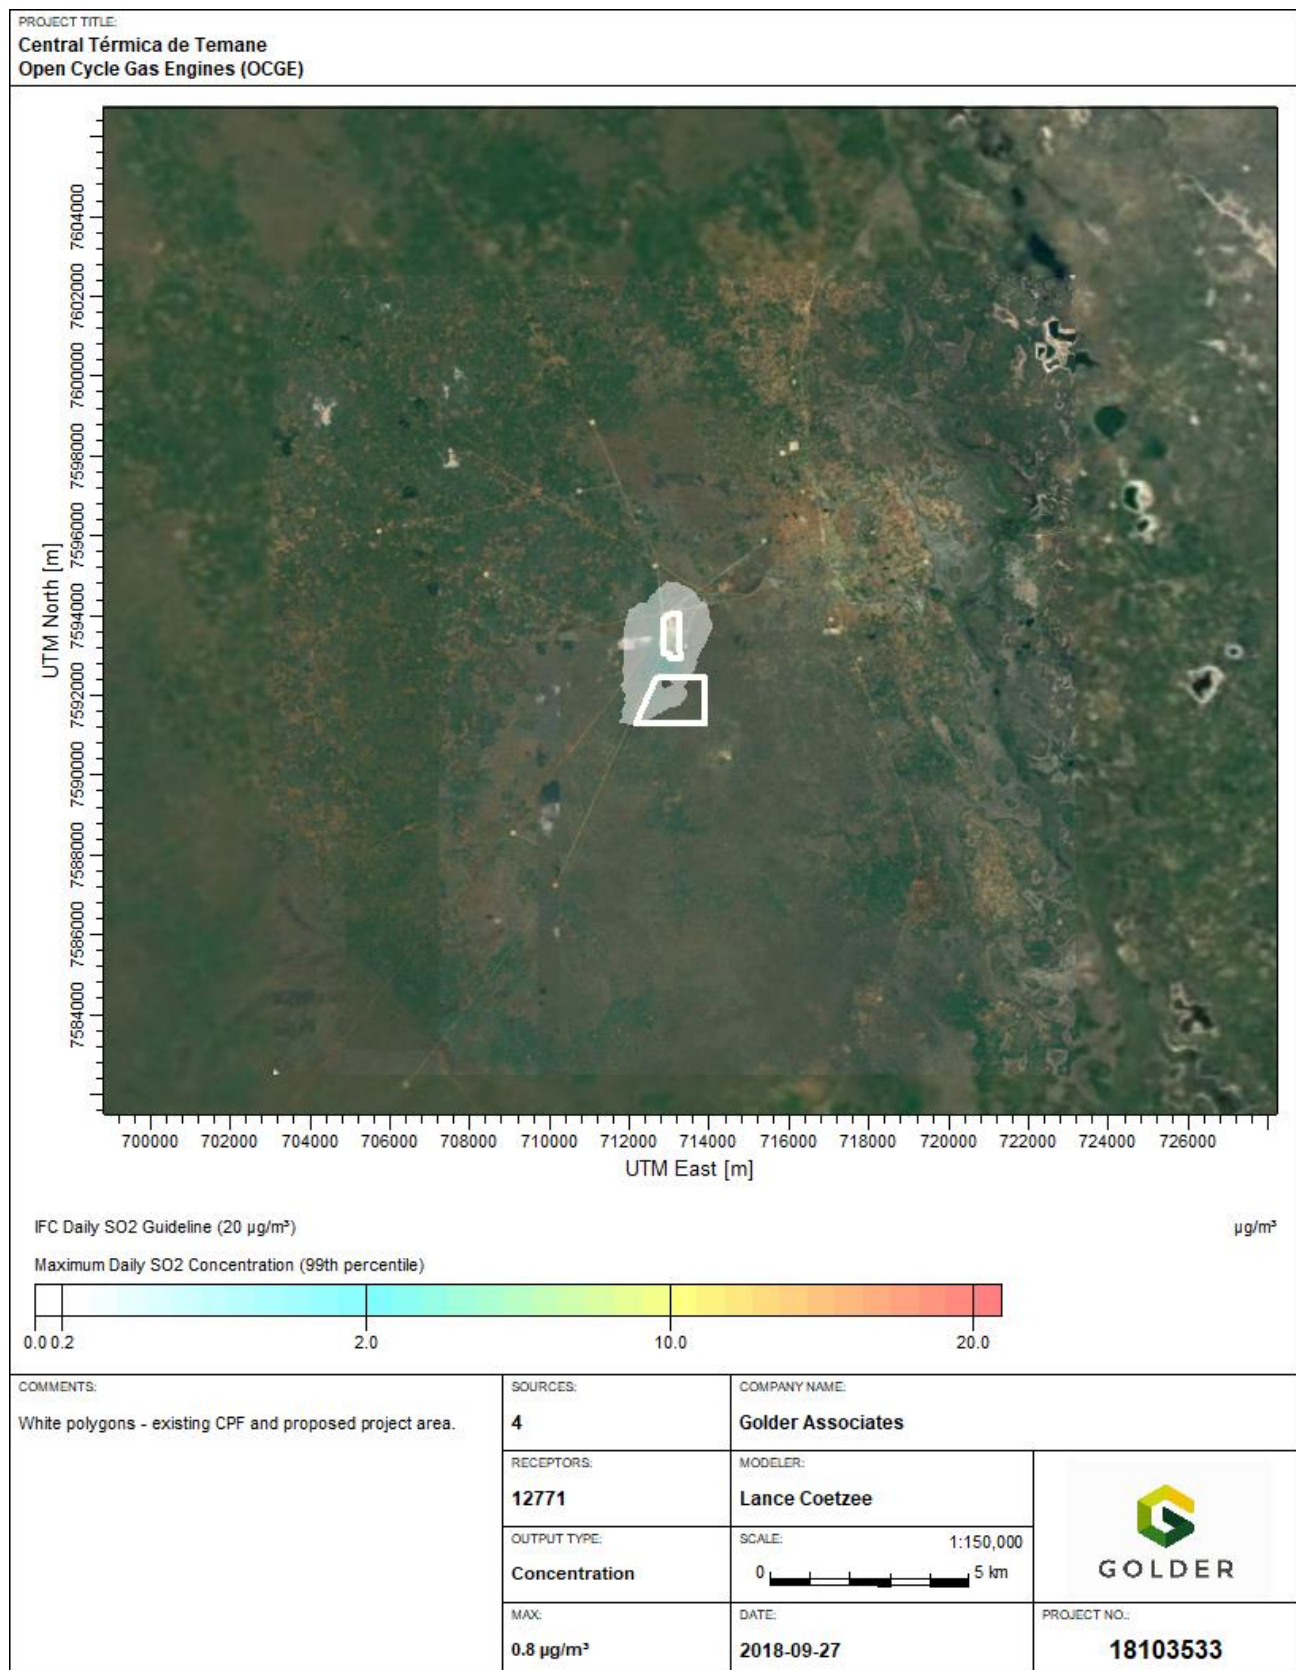 PROJECT TITLE:
Central Térmica de Temane
Open Cycle Gas Engines (OCGE)
UTM North [m]
7604000
7602000
7600000
7598000
7596000
7594000
7592000
7590000
7588000
7586000
7584000
700000 702000 704000 706000 708000 710000 712000 714000 716000 718000 720000 722000 724000 726000
UTM East [m]
IFC Daily SO2 Guideline (20 µg/m³) µg/m³
Maximum Daily SO2 Concentration (99th percentile)
0.0 0.2 2.0 10.0 20.0
COMMENTS:
White polygons - existing CPF and proposed project area.
SOURCES:
4
COMPANY NAME:
Golder Associates
RECEPTORS:
12771
MODELER:
Lance Coetzee
OUTPUT TYPE:
Concentration
SCALE: 1:150,000
0 5 km
GOLDER
MAX:
0.8 µg/m³
DATE:
2018-09-27
PROJECT NO.:
18103533